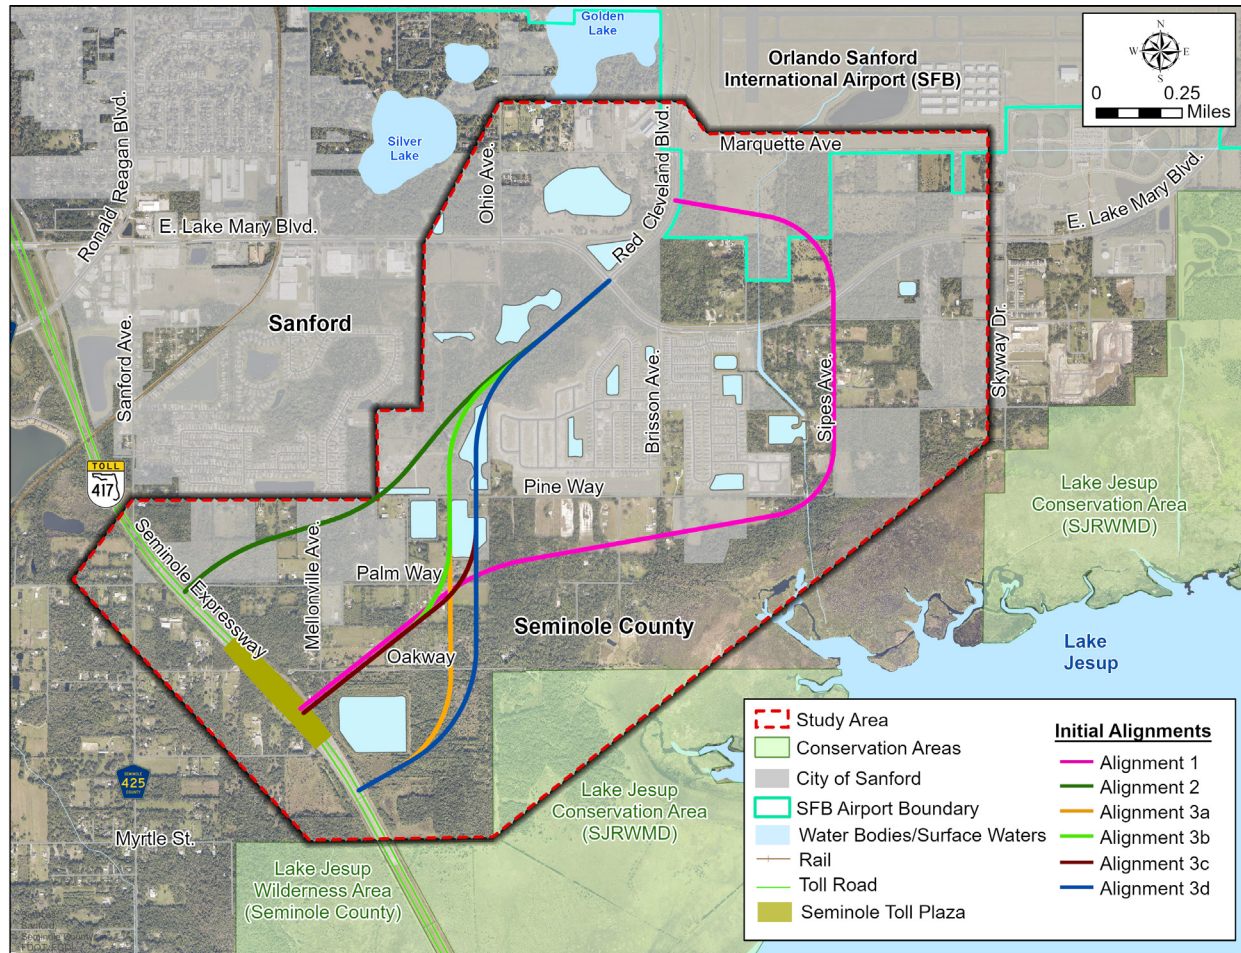 Golden
Lake
Orlando Sanford
International Airport (SFB)
N
W
E
S
0
0.25
Miles
Silver
Lake
Ronald Reagan Blvd.
Ohio Ave.
Red Cleveland Blvd.
Marquette Ave
E. Lake Mary Blvd.
E. Lake Mary Blvd.
Sanford
Sanford Ave.
Brisson Ave.
Sipes Ave.
Skyway Dr.
TOLL
417
Pine Way
Lake Jesup
Conservation Area
(SJRWMD)
Seminole Expressway
Mellonville Ave.
Palm Way
Oakway
Seminole County
Lake
Jesup
SEMINOLE
425
COUNTY
Myrtle St.
Lake Jesup
Conservation Area
(SJRWMD)
Lake Jesup
Wilderness Area
(Seminole County)
Sanford,
Seminole County,
Study Area
Conservation Areas
City of Sanford
SFB Airport Boundary
Water Bodies/Surface Waters
Rail
Toll Road
Seminole Toll Plaza
Initial Alignments
Alignment 1
Alignment 2
Alignment 3a
Alignment 3b
Alignment 3c
Alignment 3d